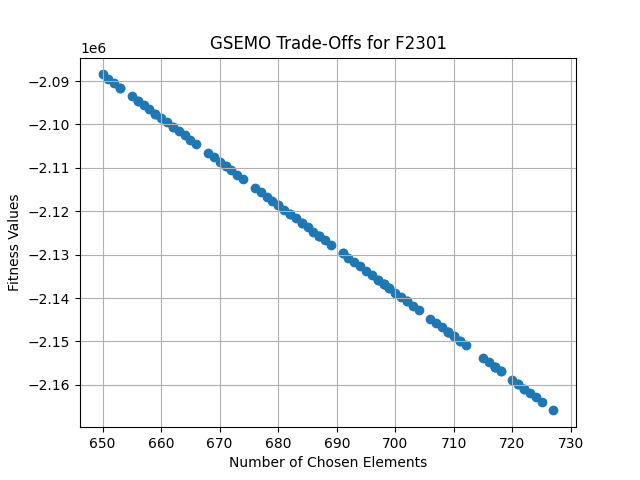 GSEMO Trade-Offs for F2301
1e6
−2.09
−2.10
−2.11
−2.12
−2.13
−2.14
−2.15
−2.16
Fitness Values
650 660 670 680 690 700 710 720 730
Number of Chosen Elements